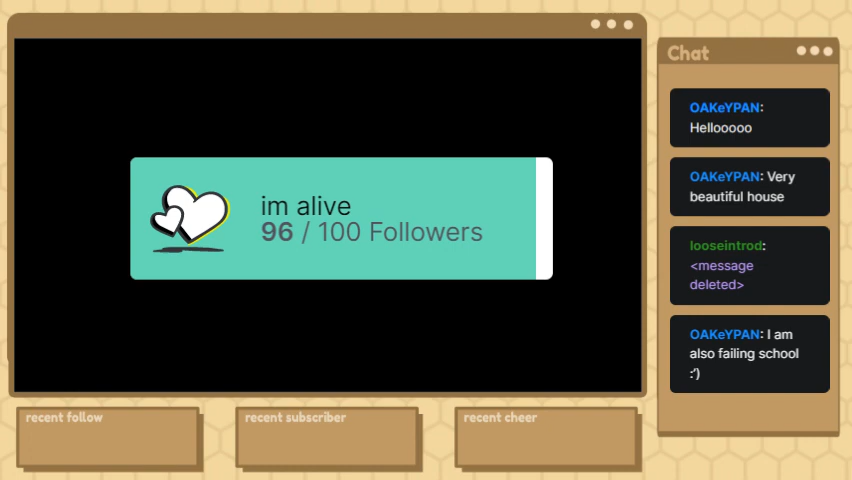 Chat
OAKeYPAN:
Hellooooo
OAKeYPAN: Very
beautiful house
looseintrod:
<message
deleted>
OAKeYPAN: I am
also failing school
:')
im alive
96 / 100 Followers
recent follow
recent subscriber
recent cheer